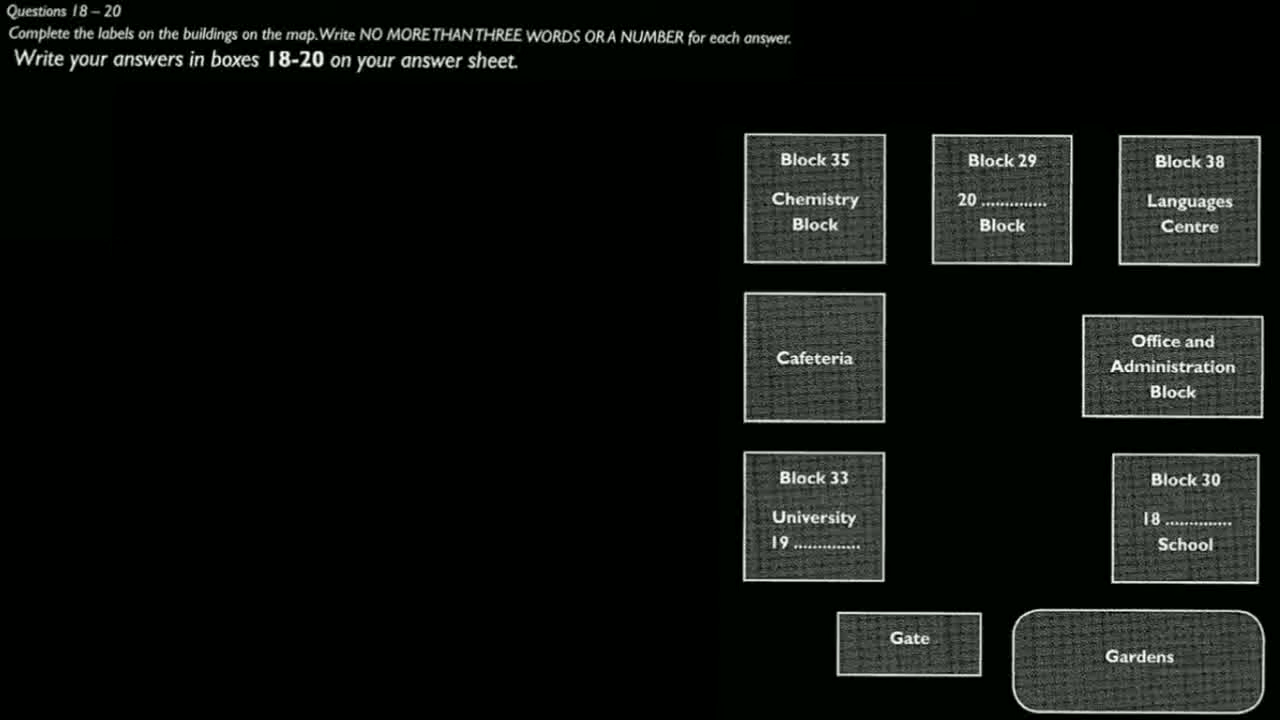 Questions 18 – 20
Complete the labels on the buildings on the map. Write NO MORE THAN THREE WORDS OR A NUMBER for each answer.
Write your answers in boxes 18-20 on your answer sheet.
Block 35
Chemistry
Block
Block 29
20 ..............
Block
Block 38
Languages
Centre
Cafeteria
Office and
Administration
Block
Block 33
University
19 ..............
Block 30
18 ..............
School
Gate
Gardens